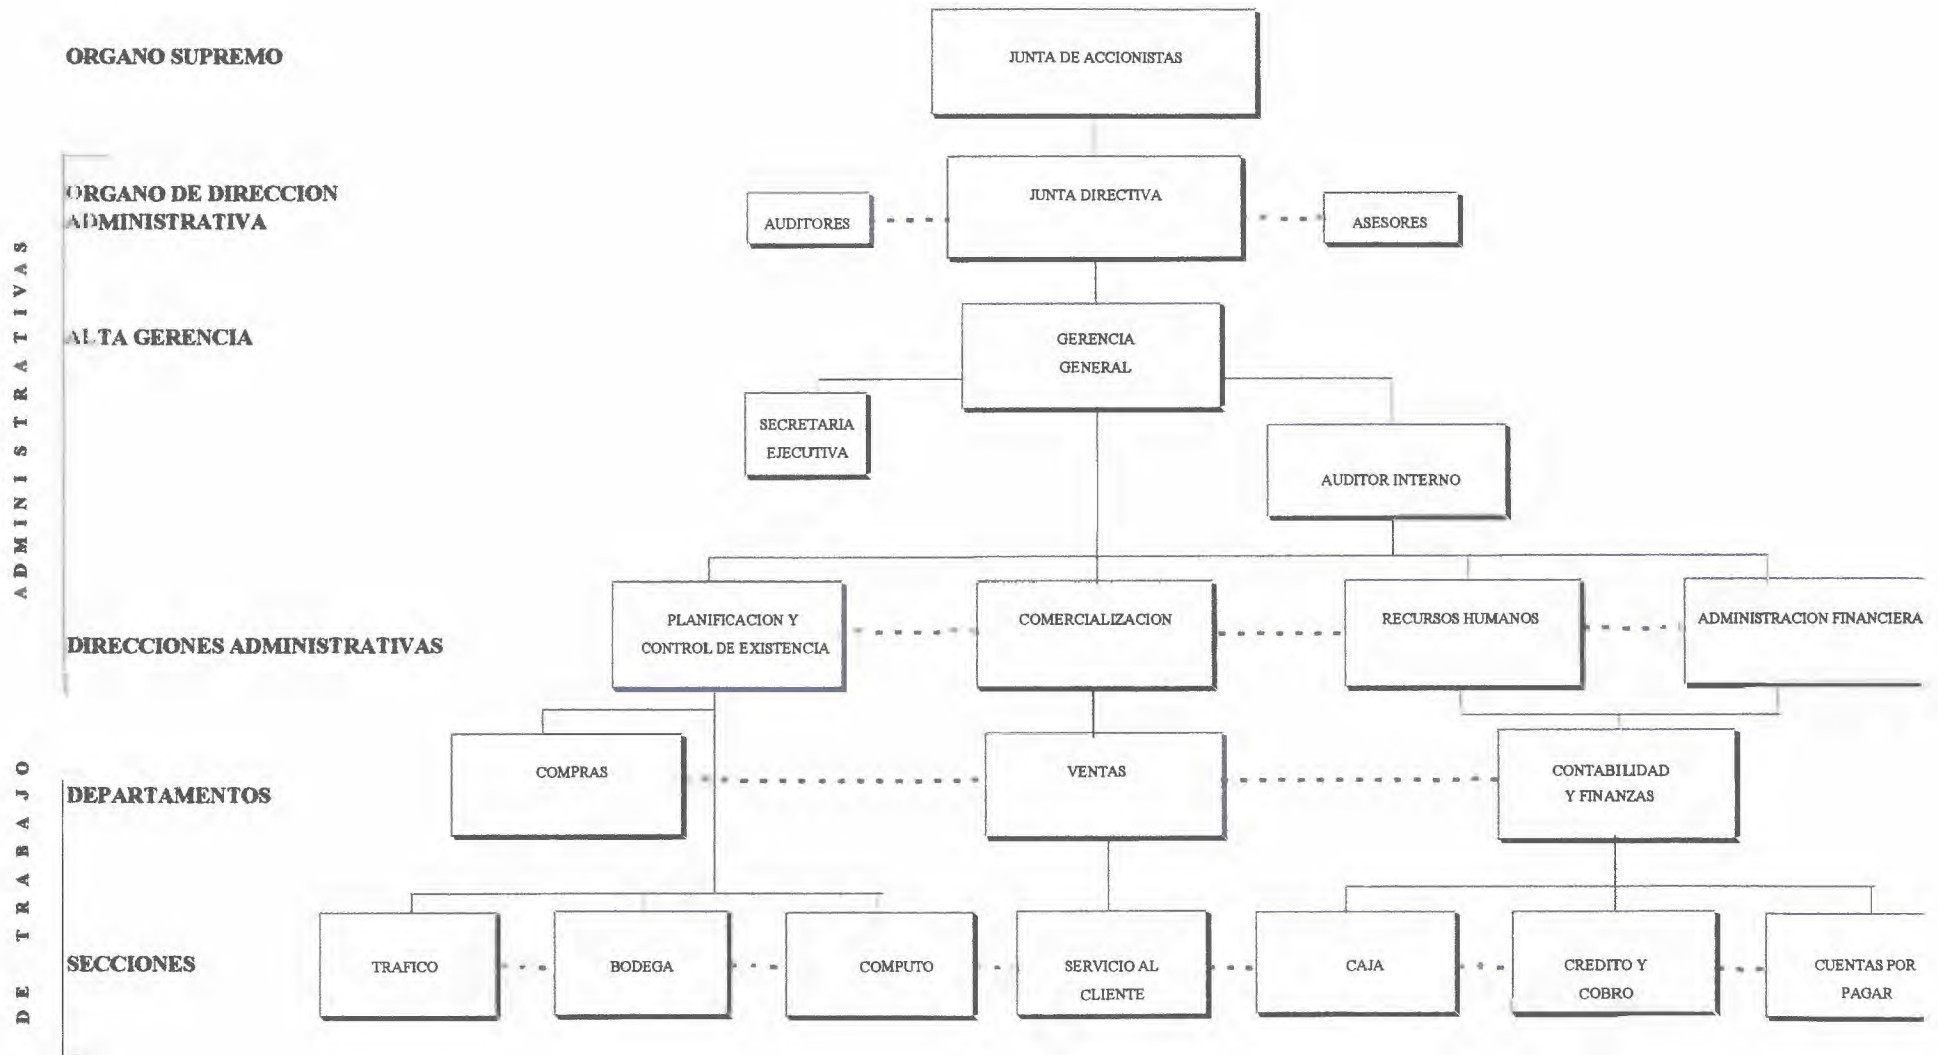 ORGANO SUPREMO
JUNTA DE ACCIONISTAS
ORGANO DE DIRECCION
ADMINISTRATIVA
AUDITORES
JUNTA DIRECTIVA
ASESORES
ALTA GERENCIA
GERENCIA
GENERAL
SECRETARIA
EJECUTIVA
AUDITOR INTERNO
ADMINISTRATIVAS
DIRECCIONES ADMINISTRATIVAS
PLANIFICACION Y
CONTROL DE EXISTENCIA
COMERCIALIZACION
RECURSOS HUMANOS
ADMINISTRACION FINANCIERA
DEPARTAMENTOS
COMPRAS
VENTAS
CONTABILIDAD
Y FINANZAS
DE TRABAJO
SECCIONES
TRAFICO
BODEGA
COMPUTO
SERVICIO AL
CLIENTE
CAJA
CREDITO Y
COBRO
CUENTAS POR
PAGAR